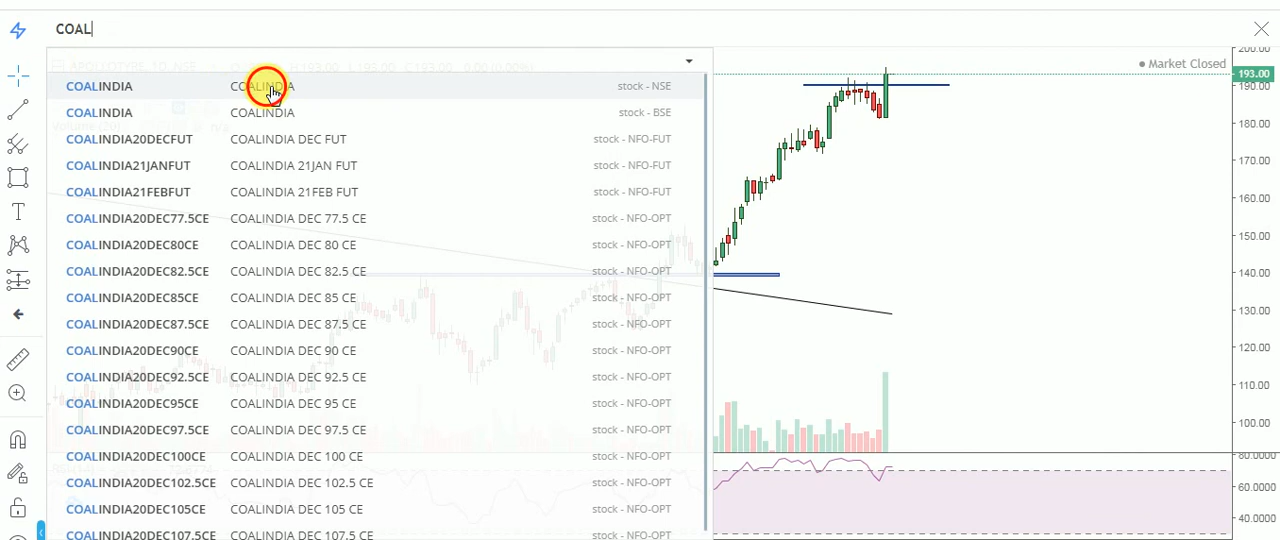 COAL
200.00
Market Closed
193.00
190.00
COALINDIA COALINDIA stock - NSE
COALINDIA COALINDIA stock - BSE
180.00
COALINDIA20DECFUT COALINDIA DEC FUT stock - NFO-FUT
170.00
COALINDIA21JANFUT COALINDIA 21JAN FUT stock - NFO-FUT
160.00
COALINDIA21FEBFUT COALINDIA 21FEB FUT stock - NFO-FUT
COALINDIA20DEC77.5CE COALINDIA DEC 77.5 CE stock - NFO-OPT
150.00
COALINDIA20DEC80CE COALINDIA DEC 80 CE stock - NFO-OPT
COALINDIA20DEC82.5CE COALINDIA DEC 82.5 CE stock - NFO-OPT
140.00
COALINDIA20DEC85CE COALINDIA DEC 85 CE stock - NFO-OPT
130.00
COALINDIA20DEC87.5CE COALINDIA DEC 87.5 CE stock - NFO-OPT
120.00
COALINDIA20DEC90CE COALINDIA DEC 90 CE stock - NFO-OPT
COALINDIA20DEC92.5CE COALINDIA DEC 92.5 CE stock - NFO-OPT
110.00
COALINDIA20DEC95CE COALINDIA DEC 95 CE stock - NFO-OPT
100.00
COALINDIA20DEC97.5CE COALINDIA DEC 97.5 CE stock - NFO-OPT
COALINDIA20DEC100CE COALINDIA DEC 100 CE stock - NFO-OPT
80.0000
COALINDIA20DEC102.5CE COALINDIA DEC 102.5 CE stock - NFO-OPT
60.0000
COALINDIA20DEC105CE COALINDIA DEC 105 CE stock - NFO-OPT
40.0000
COALINDIA20DEC107.5CE COALINDIA DEC 107.5 CE stock - NFO-OPT